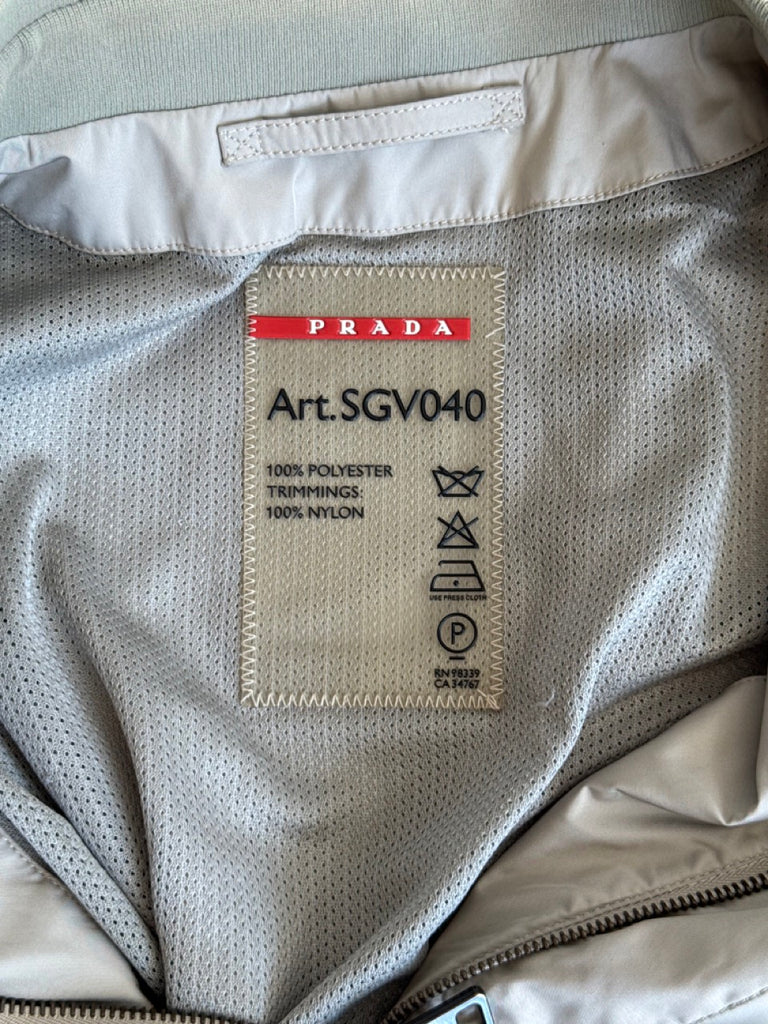 PRADA
Art.SGV040
100% POLYESTER
TRIMMINGS:
100% NYLON
USE PRESS CLOTH
P
RN 98339
CA 34767